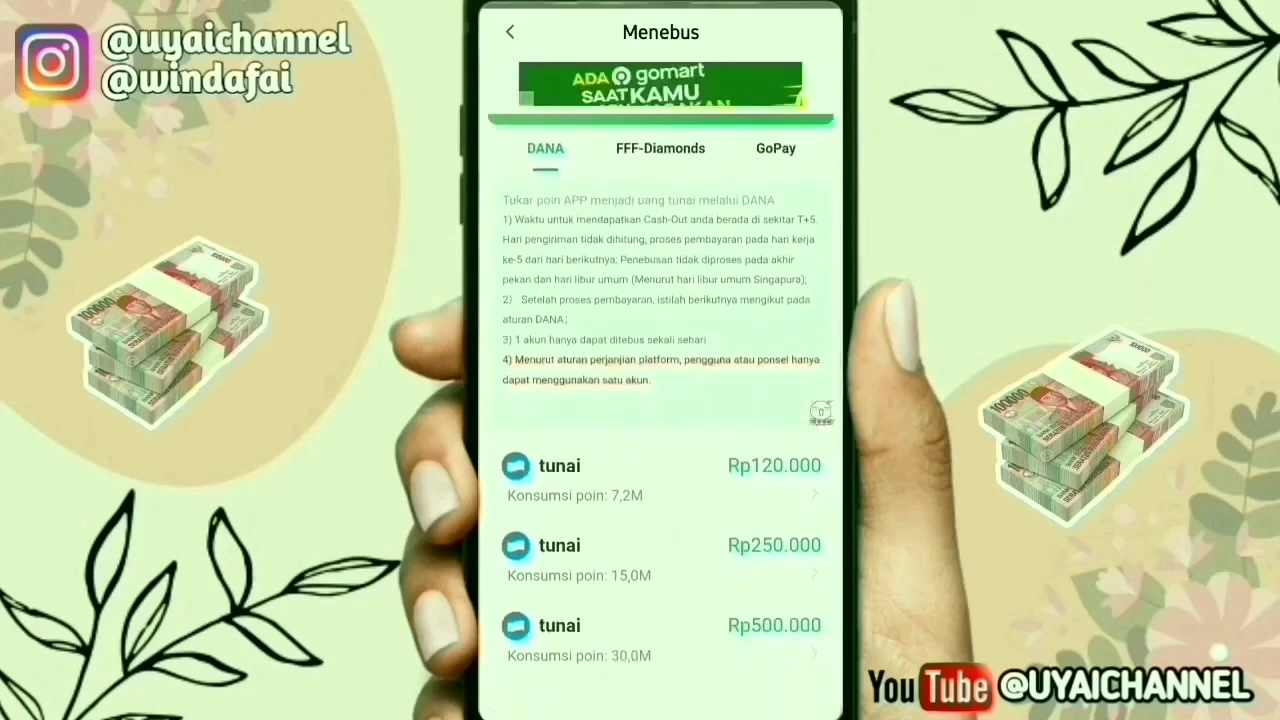 @uyaichannel
@windafai
Menebus
ADA gomart
SAAT KAMU
DANA
FFF-Diamonds
GoPay
Tukar poin APP menjadi uang tunai melalui DANA
1) Waktu untuk mendapatkan Cash-Out anda berada di sekitar T+5.
Hari pengiriman tidak dihitung, proses pembayaran pada hari kerja
ke-5 dari hari berikutnya; Penebusan tidak diproses pada akhir
pekan dan hari libur umum (Menurut hari libur umum Singapura);
2) Setelah proses pembayaran, istilah berikutnya mengikut pada
aturan DANA;
3) 1 akun hanya dapat ditebus sekali sehari
4) Menurut aturan perjanjian platform, pengguna atau ponsel hanya
dapat menggunakan satu akun.
tunai Rp120.000
Konsumsi poin: 7,2M
tunai Rp250.000
Konsumsi poin: 15,0M
tunai Rp500.000
Konsumsi poin: 30,0M
100000
100000
100000
100000
YouTube @UYAICHANNEL